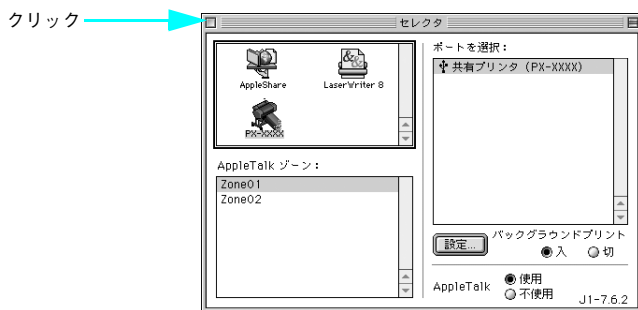 クリック
セレクタ
AppleShare
LaserWriter 8
PX-XXXX
AppleTalk ゾーン：
Zone01
Zone02
ポートを選択：
共有プリンタ（PX-XXXX）
設定...
バックグラウンドプリント
入 切
AppleTalk
使用
不使用
J1-7.6.2